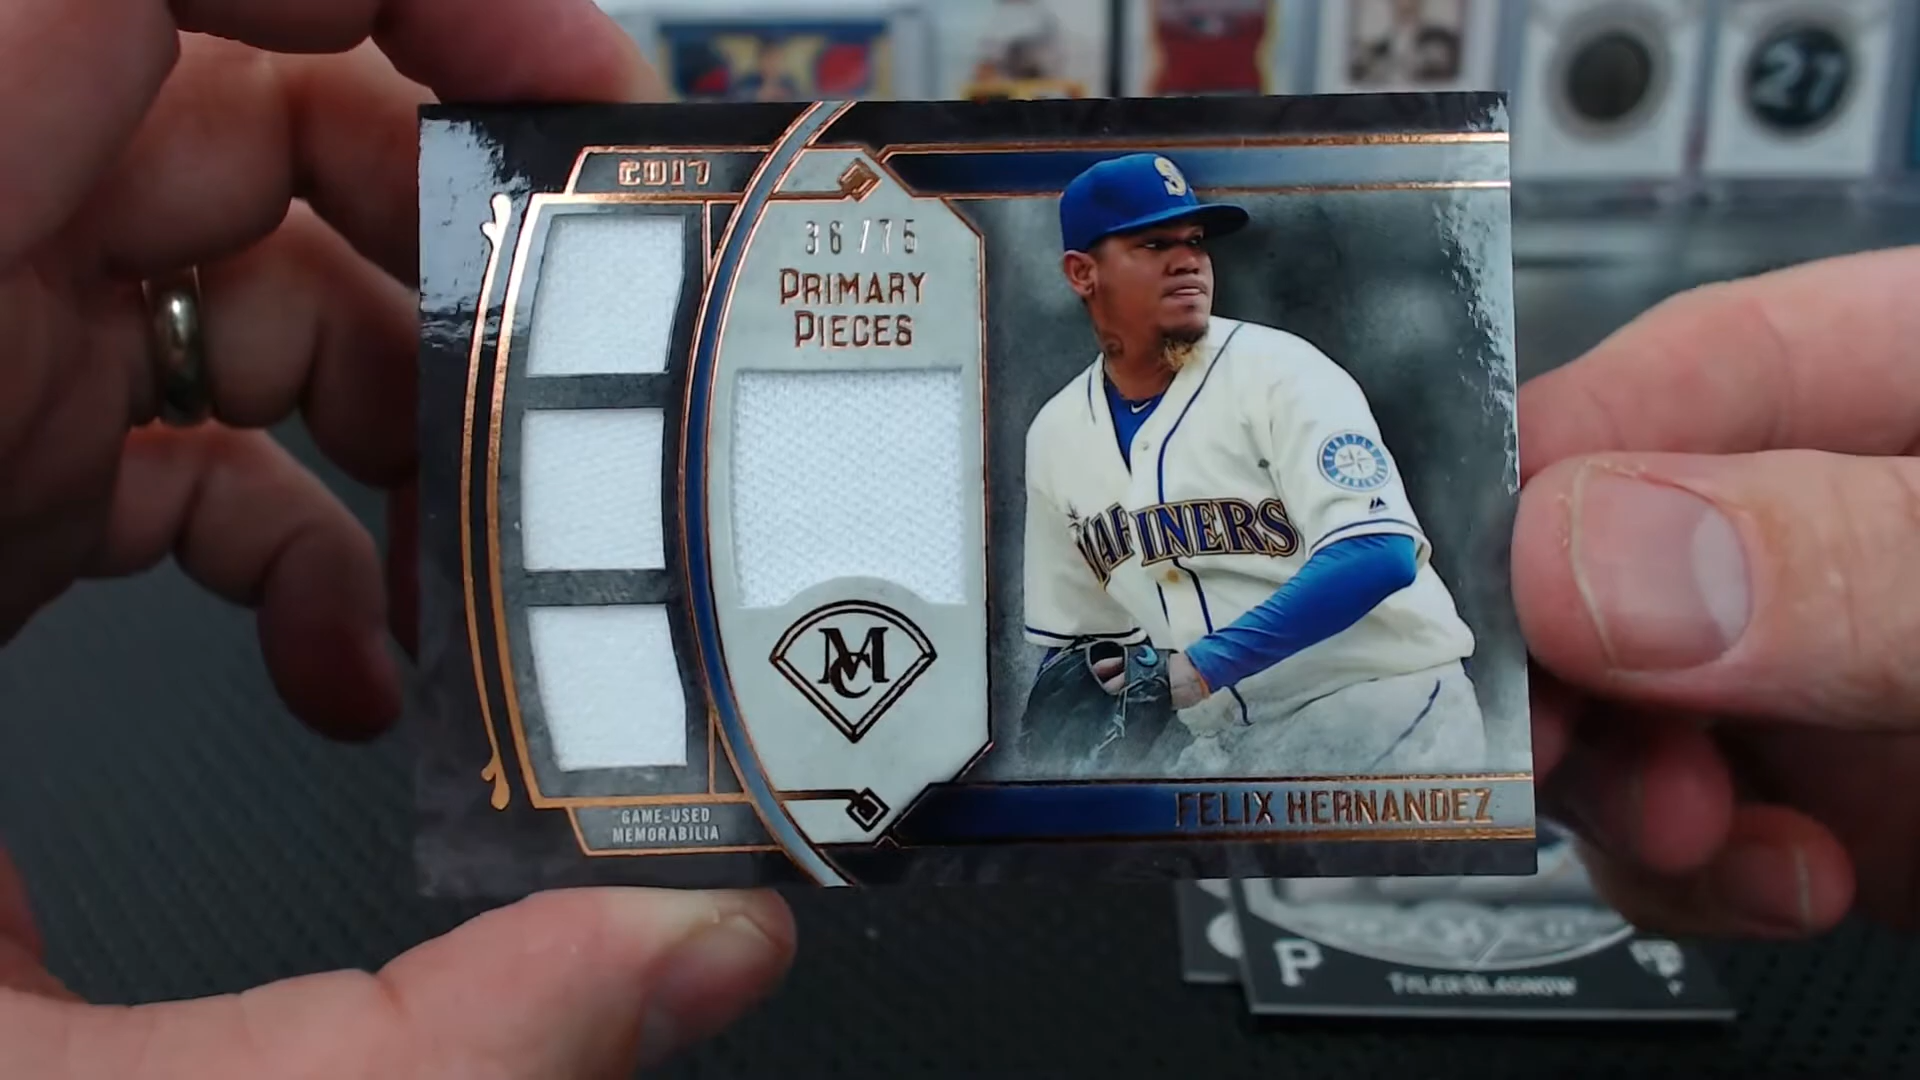 2017
36/75
PRIMARY
PIECES
MC
S
MARINERS
GAME-USED
MEMORABILIA
FELIX HERNANDEZ
27
P
TYLER GLASNOW